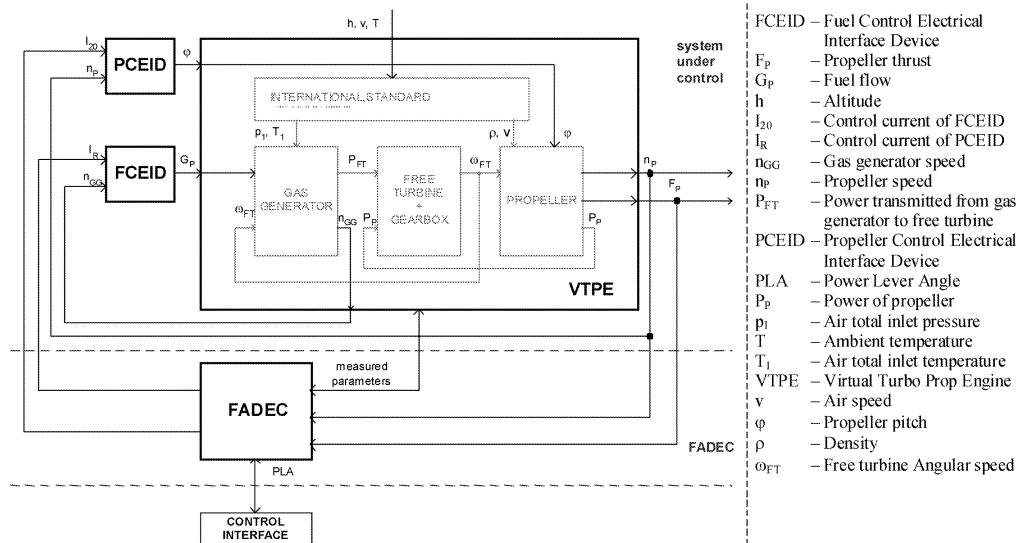 h, v, T
I20
PCEID
φ
nP
system
under
control
INTERNATIONAL STANDARD
p1, T1
ρ, v
φ
IR
FCEID
GP
nGG
GAS
GENERATOR
ωFT
nGG
PFT
FREE
TURBINE
+
GEARBOX
PP
ωFT
PROPELLER
PP
nP
FP
VTPE
measured
parameters
FADEC
FADEC
PLA
CONTROL
INTERFACE
FCEID – Fuel Control Electrical
Interface Device
FP – Propeller thrust
GP – Fuel flow
h – Altitude
I20 – Control current of FCEID
IR – Control current of PCEID
nGG – Gas generator speed
nP – Propeller speed
PFT – Power transmitted from gas
generator to free turbine
PCEID – Propeller Control Electrical
Interface Device
PLA – Power Lever Angle
PP – Power of propeller
p1 – Air total inlet pressure
T – Ambient temperature
T1 – Air total inlet temperature
VTPE – Virtual Turbo Prop Engine
v – Air speed
φ – Propeller pitch
ρ – Density
ωFT – Free turbine Angular speed